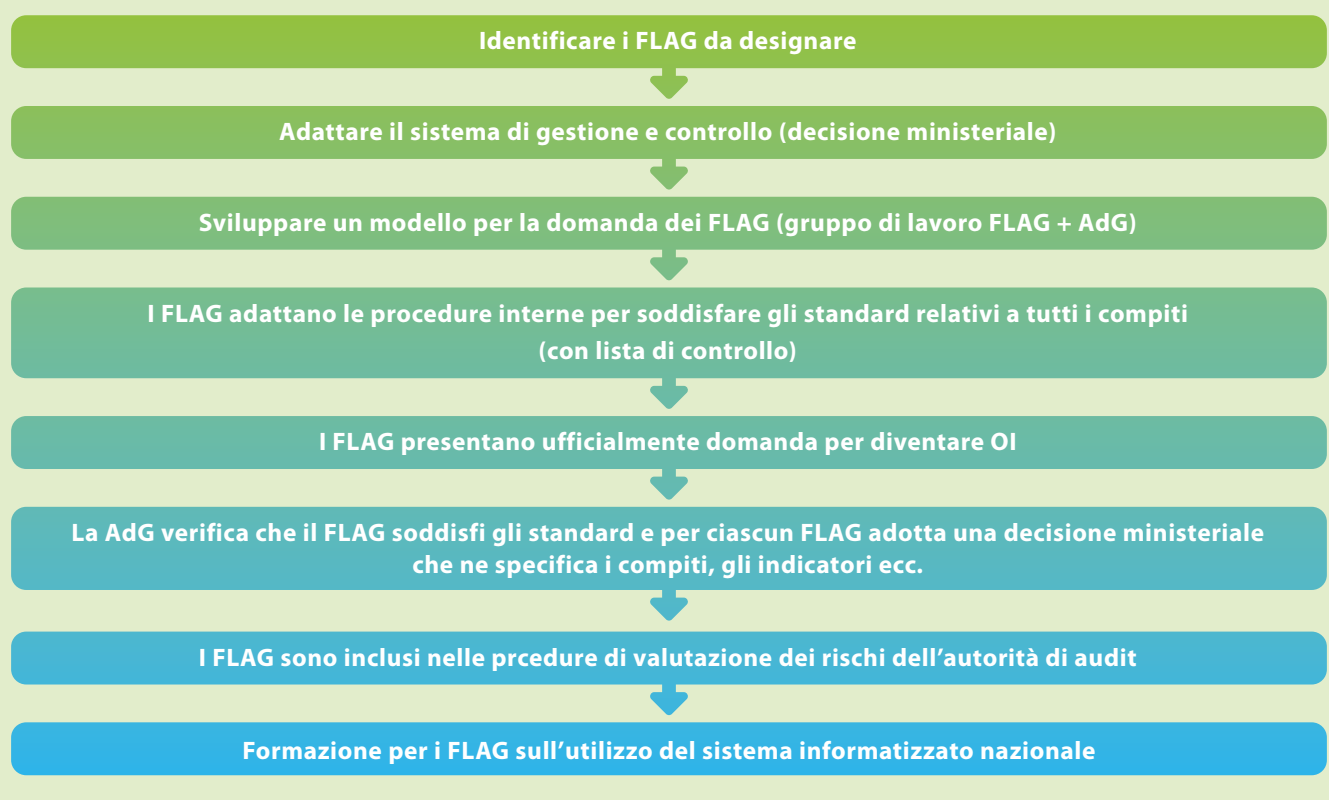 Identificare i FLAG da designare
Adattare il sistema di gestione e controllo (decisione ministeriale)
Sviluppare un modello per la domanda dei FLAG (gruppo di lavoro FLAG + AdG)
I FLAG adattano le procedure interne per soddisfare gli standard relativi a tutti i compiti
(con lista di controllo)
I FLAG presentano ufficialmente domanda per diventare OI
La AdG verifica che il FLAG soddisfi gli standard e per ciascun FLAG adotta una decisione ministeriale
che ne specifica i compiti, gli indicatori ecc.
I FLAG sono inclusi nelle prcedure di valutazione dei rischi dell’autorità di audit
Formazione per i FLAG sull’utilizzo del sistema informatizzato nazionale